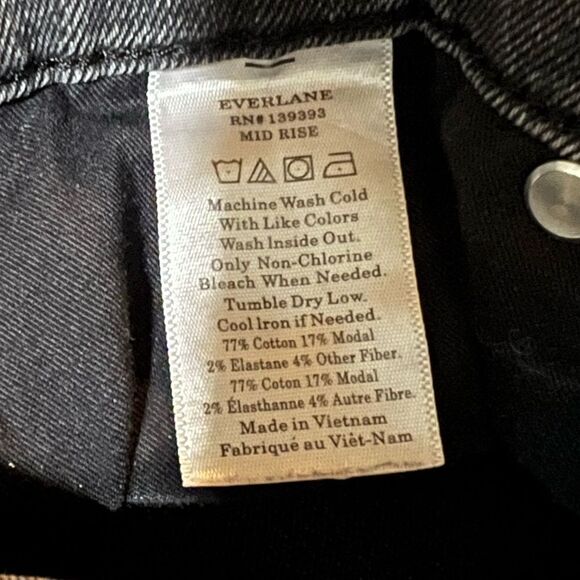 EVERLANE
RN# 139393
MID RISE
Machine Wash Cold
With Like Colors
Wash Inside Out.
Only Non-Chlorine
Bleach When Needed.
Tumble Dry Low.
Cool Iron if Needed.
77% Cotton 17% Modal
2% Elastane 4% Other Fiber.
77% Coton 17% Modal
2% Élasthanne 4% Autre Fibre.
Made in Vietnam
Fabriqué au Vièt-Nam